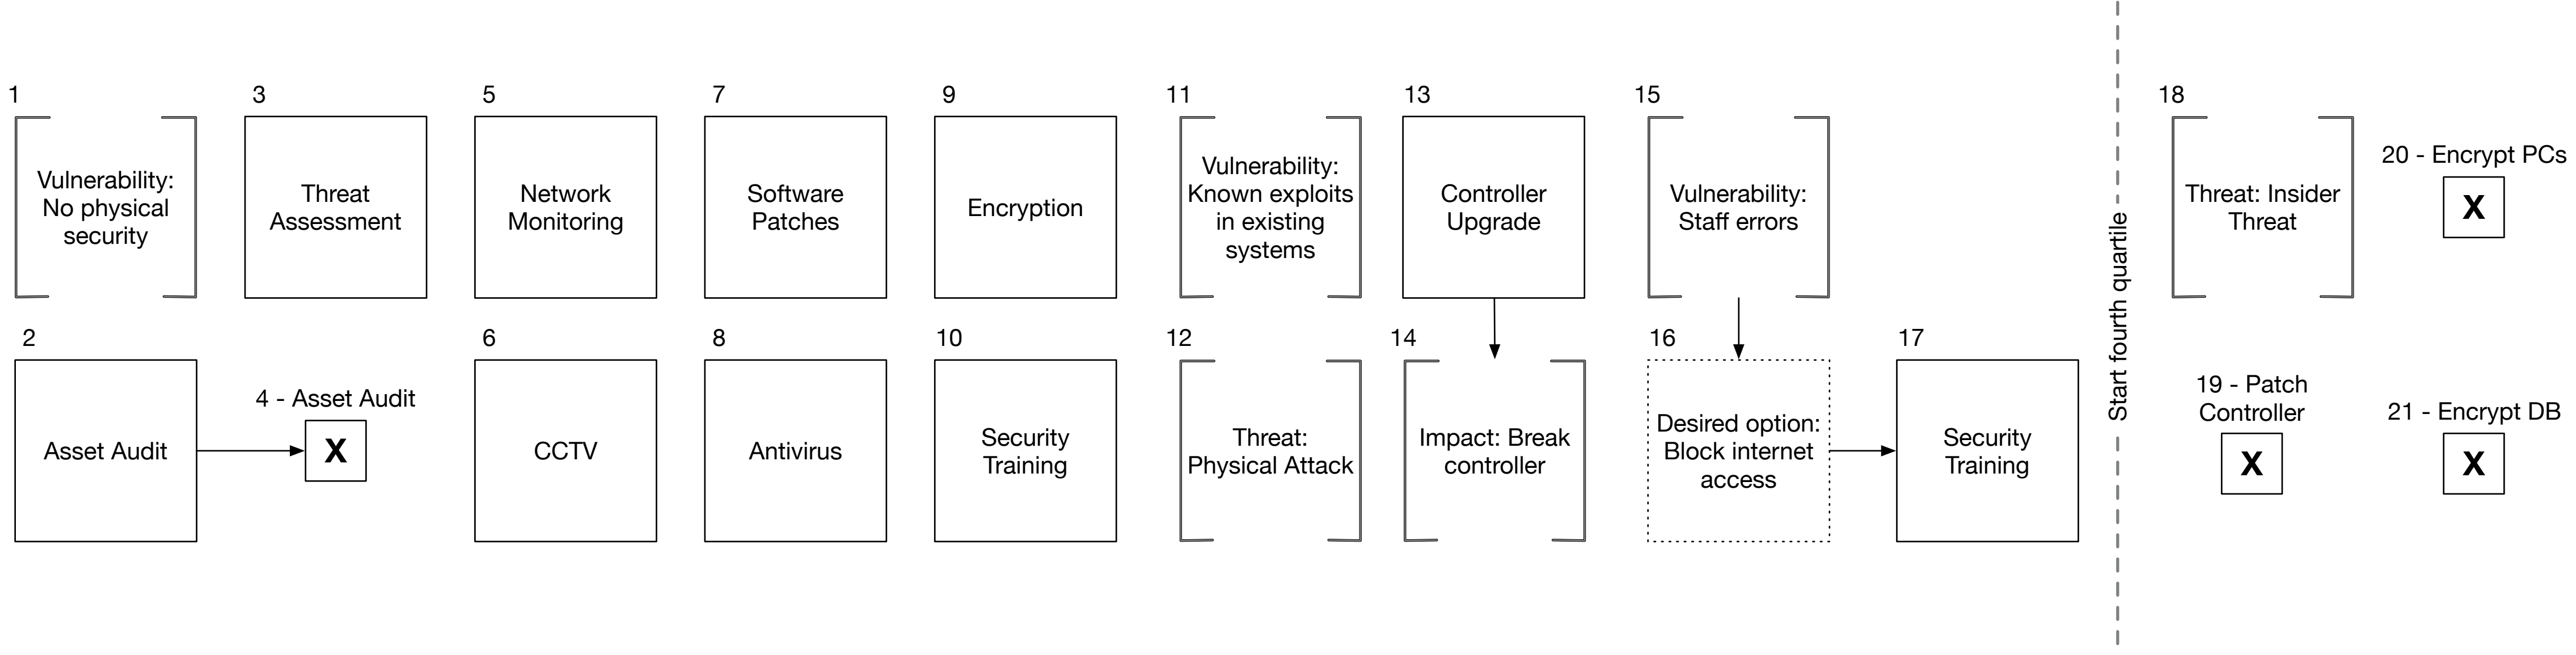 1
Vulnerability:
No physical
security
2
Asset Audit
3
Threat
Assessment
4 - Asset Audit
X
5
Network
Monitoring
6
CCTV
7
Software
Patches
8
Antivirus
9
Encryption
10
Security
Training
11
Vulnerability:
Known exploits
in existing
systems
12
Threat:
Physical Attack
13
Controller
Upgrade
14
Impact: Break
controller
15
Vulnerability:
Staff errors
16
Desired option:
Block internet
access
17
Security
Training
Start fourth quartile
18
Threat: Insider
Threat
19 - Patch
Controller
X
20 - Encrypt PCs
X
21 - Encrypt DB
X